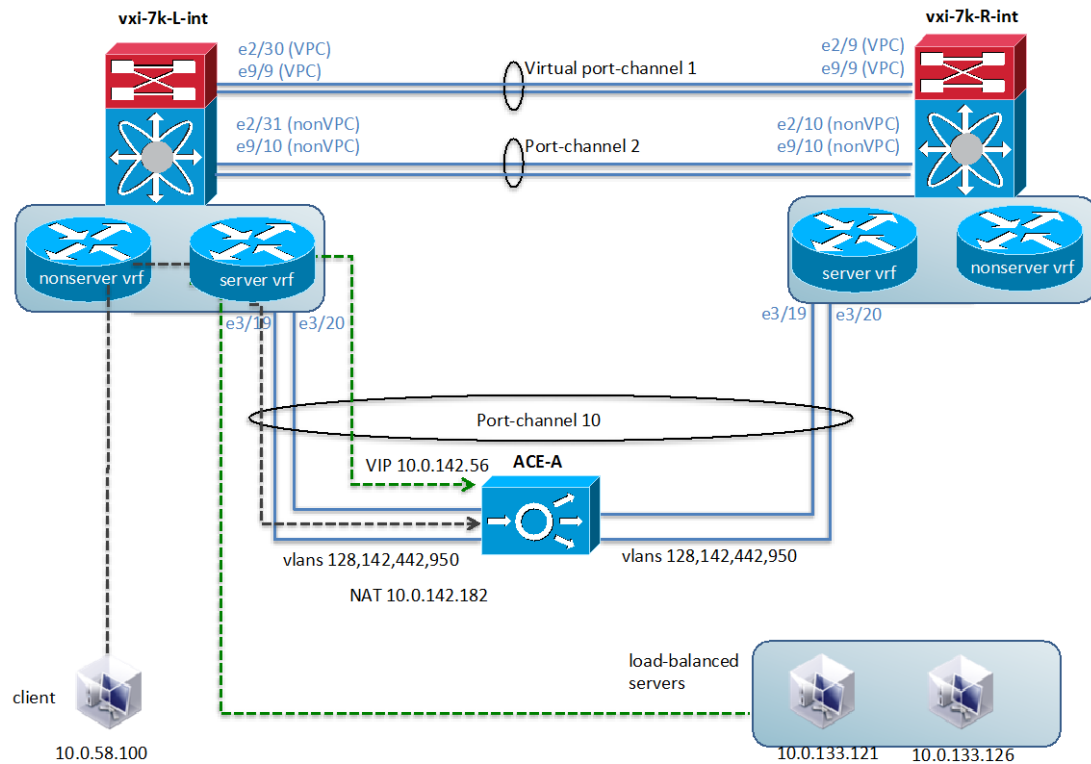 vxi-7k-L-int
vxi-7k-R-int
e2/30 (VPC)
e9/9 (VPC)
Virtual port-channel 1
e2/9 (VPC)
e9/9 (VPC)
e2/31 (nonVPC)
e9/10 (nonVPC)
Port-channel 2
e2/10 (nonVPC)
e9/10 (nonVPC)
nonserver vrf
server vrf
server vrf
nonserver vrf
e3/19
e3/20
e3/19
e3/20
Port-channel 10
VIP 10.0.142.56
ACE-A
vlans 128,142,442,950
vlans 128,142,442,950
NAT 10.0.142.182
load-balanced
servers
client
10.0.58.100
10.0.133.121
10.0.133.126